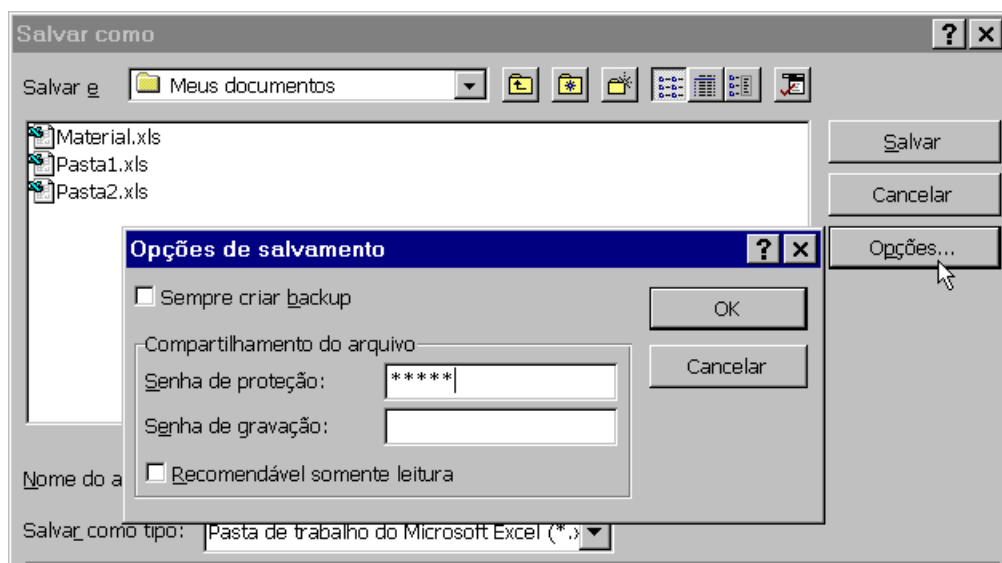 Salvar como
Salvar e
Meus documentos
Material.xls
Pasta1.xls
Pasta2.xls
Salvar
Cancelar
Opções...
Opções de salvamento
Sempre criar backup
OK
Cancelar
Compartilhamento do arquivo
Senha de proteção: *****
Senha de gravação:
Recomendável somente leitura
Nome do a
Salvar como tipo: Pasta de trabalho do Microsoft Excel (*.x